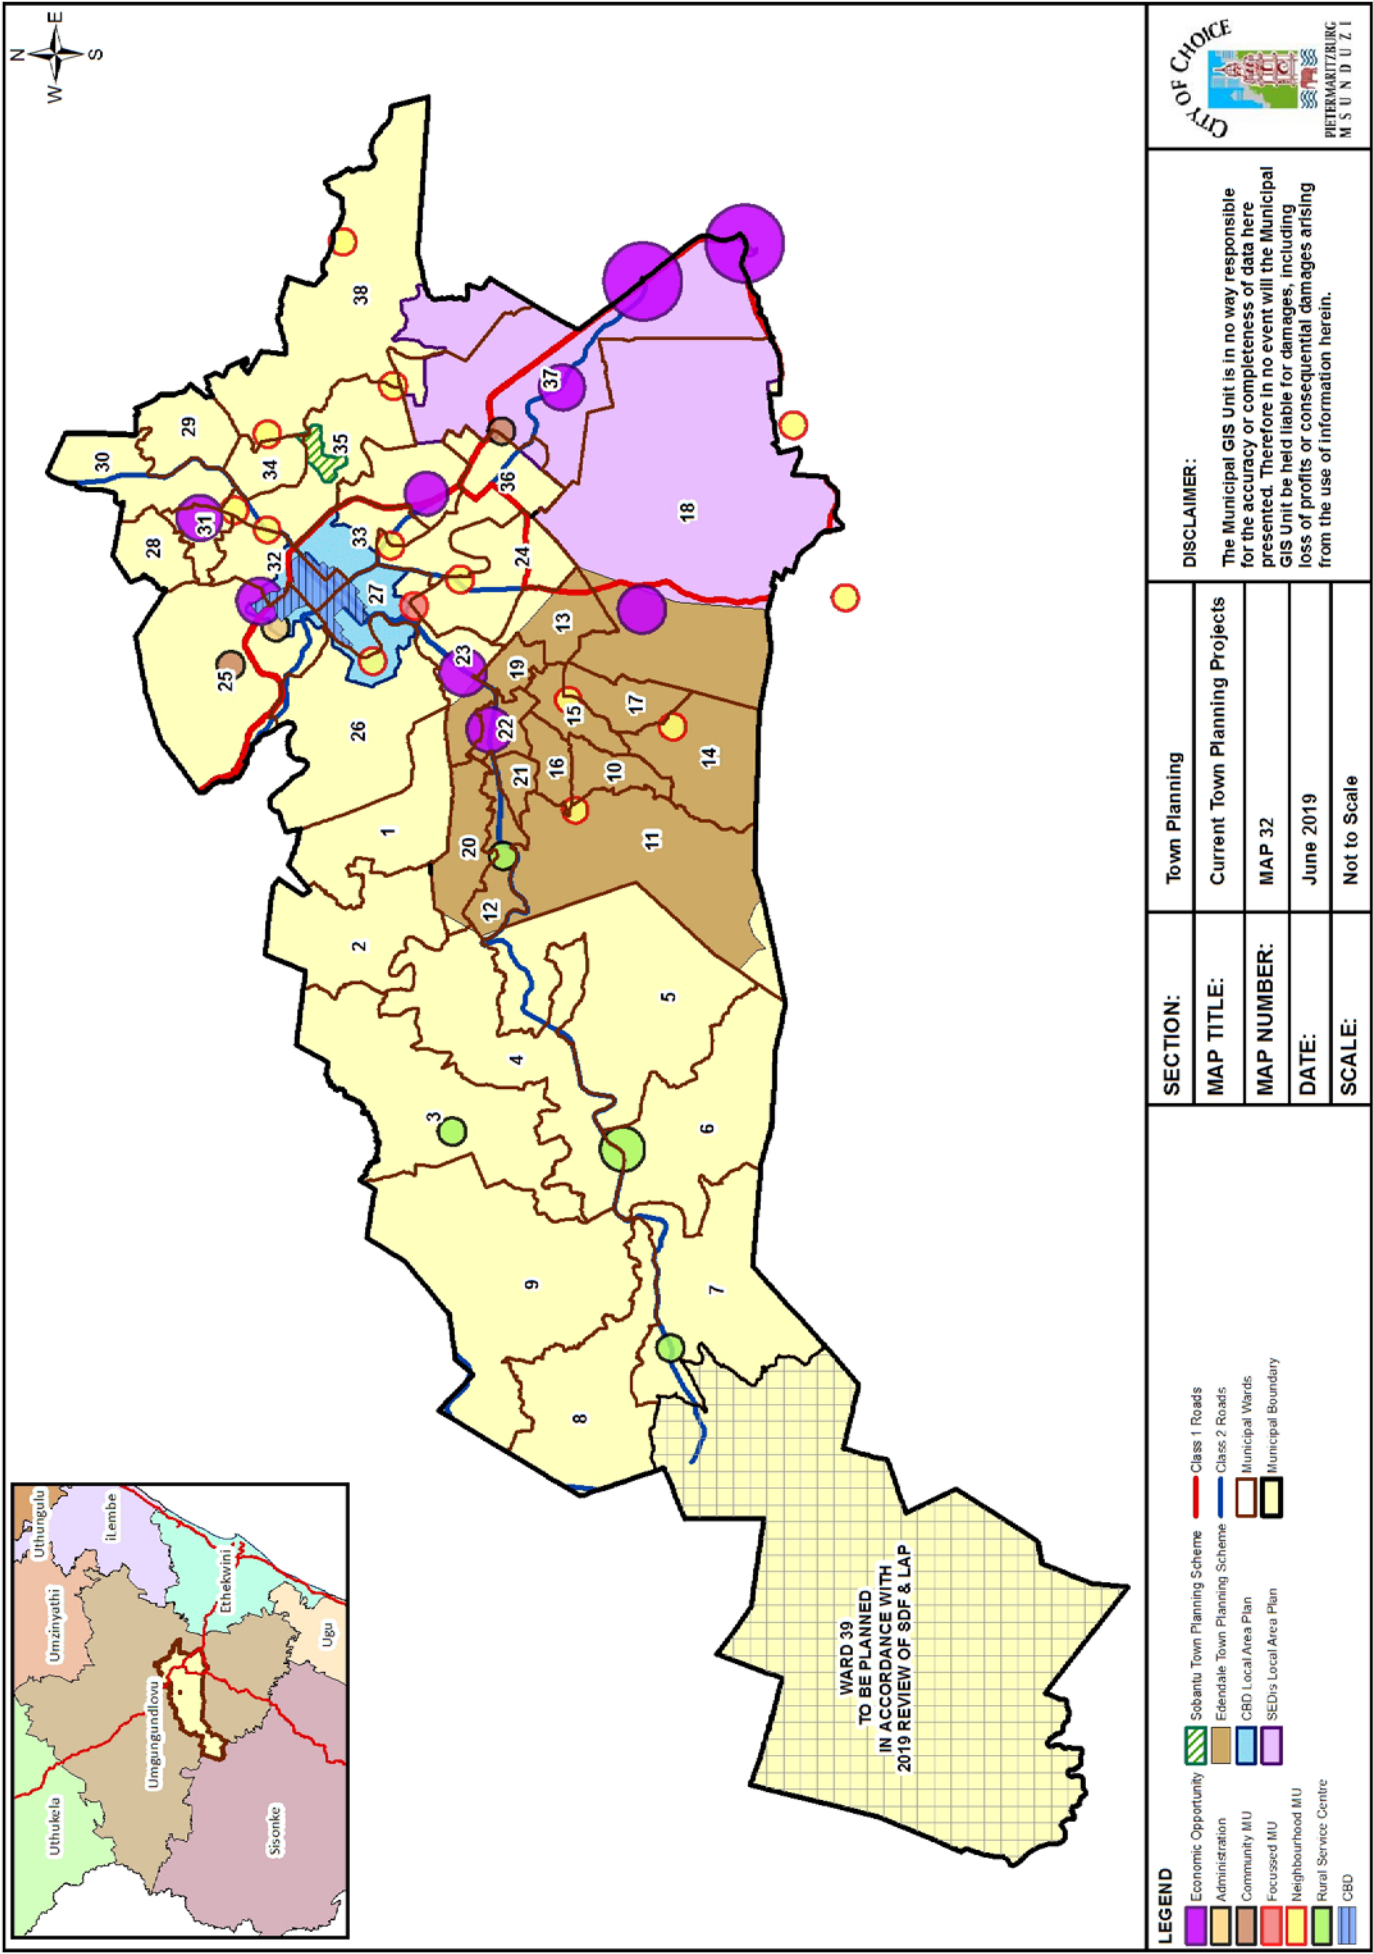 N
W E
S
30
29
28
31
34
35
38
32
33
25
27
26
36
37
24
23
18
13
19
22
15
17
21
16
10
14
1
20
11
12
2
5
4
3
6
9
7
8
WARD 39
TO BE PLANNED
IN ACCORDANCE WITH
2019 REVIEW OF SDF & LAP
Uthungulu
Umzinyathi
iLembe
Uthukela
Umgungundlovu
Ethekwini
Ugu
Sisonke
LEGEND
Economic Opportunity
Administration
Community MU
Focussed MU
Neighbourhood MU
Rural Service Centre
CBD
Sobantu Town Planning Scheme
Edendale Town Planning Scheme
CBD Local Area Plan
SEDis Local Area Plan
Class 1 Roads
Class 2 Roads
Municipal Wards
Municipal Boundary
SECTION: Town Planning
MAP TITLE: Current Town Planning Projects
MAP NUMBER: MAP 32
DATE: June 2019
SCALE: Not to Scale
DISCLAIMER:
The Municipal GIS Unit is in no way responsible
for the accuracy or completeness of data here
presented. Therefore in no event will the Municipal
GIS Unit be held liable for damages, including
loss of profits or consequential damages arising
from the use of information herein.
CITY OF CHOICE
PIETERMARITZBURG
MSUNDUZI